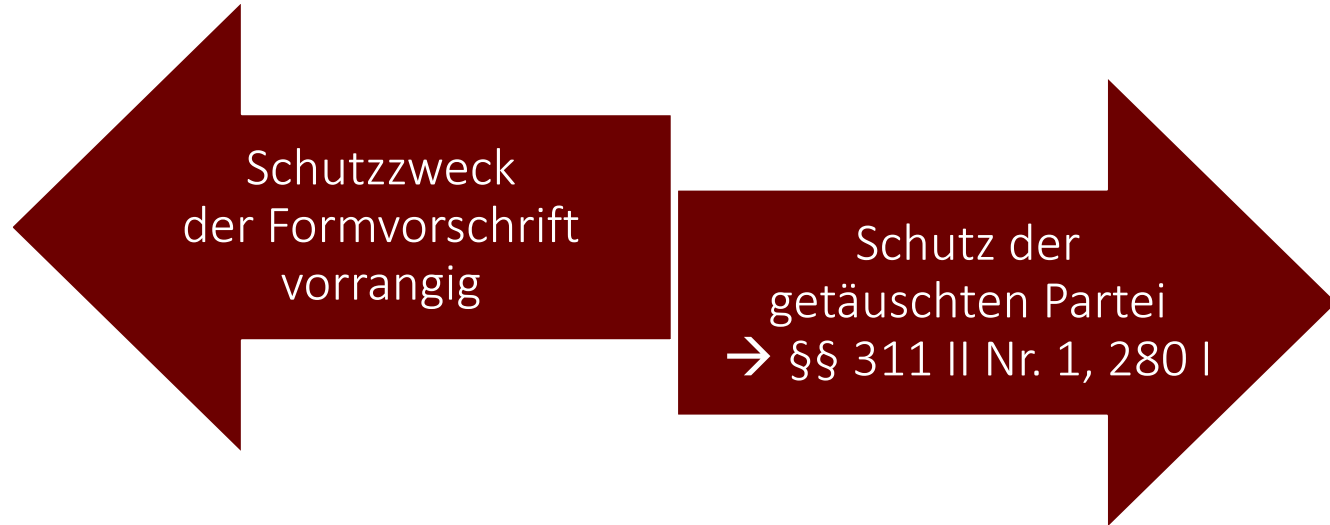 Schutzzweck
der Formvorschrift
vorrangig
Schutz der
getäuschten Partei
→ §§ 311 II Nr. 1, 280 I